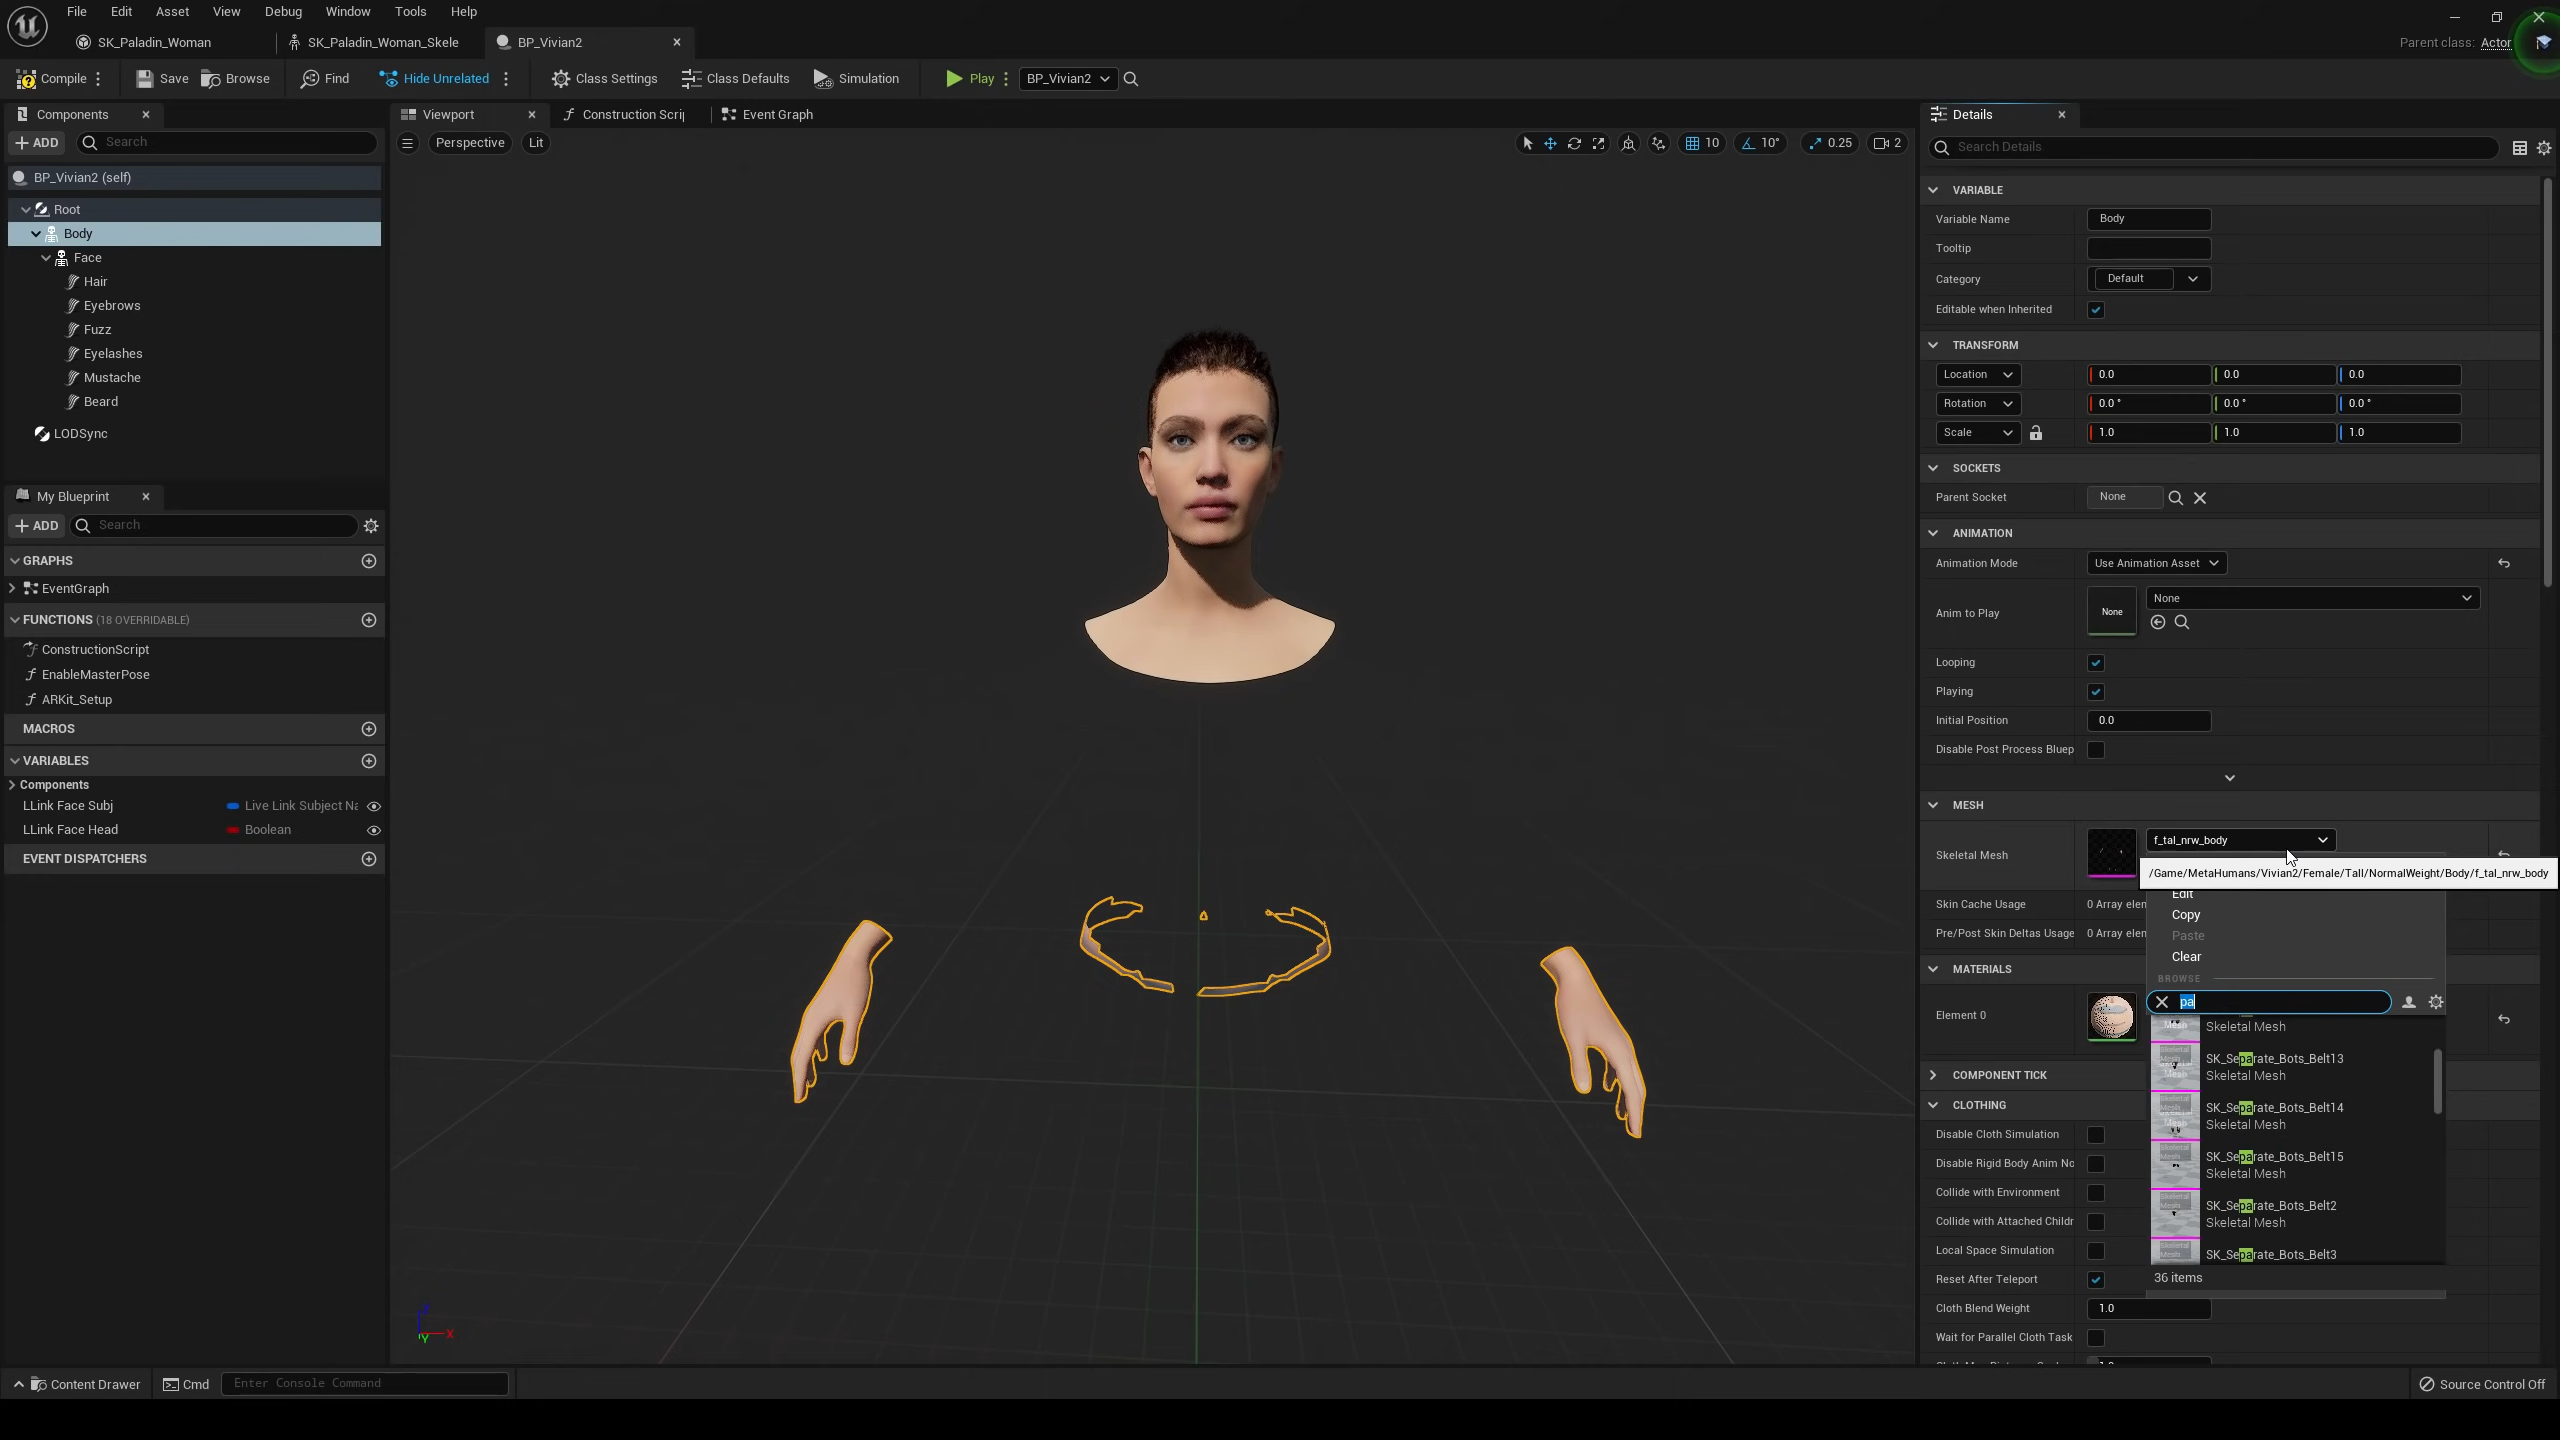 File Edit Asset View Debug Window Tools Help
SK_Paladin_Woman SK_Paladin_Woman_Skele BP_Vivian2 Parent class: Actor
Compile Save Browse Find Hide Unrelated Class Settings Class Defaults Simulation Play BP_Vivian2
Components
ADD Search
BP_Vivian2 (self)
Root
Body
Face
Hair
Eyebrows
Fuzz
Eyelashes
Mustache
Beard
LODSync
My Blueprint
ADD Search
GRAPHS
EventGraph
FUNCTIONS (18 OVERRIDABLE)
ConstructionScript
EnableMasterPose
ARKit_Setup
MACROS
VARIABLES
Components
LLink Face Subj Live Link Subject Na
LLink Face Head Boolean
EVENT DISPATCHERS
Viewport Construction Scrip Event Graph
Perspective Lit 10 10° 0.25 2
Z
X
Y
Details
Search Details
VARIABLE
Variable Name Body
Tooltip
Category Default
Editable when Inherited
TRANSFORM
Location 0.0 0.0 0.0
Rotation 0.0 ° 0.0 ° 0.0 °
Scale 1.0 1.0 1.0
SOCKETS
Parent Socket None
ANIMATION
Animation Mode Use Animation Asset
Anim to Play None None
Looping
Playing
Initial Position 0.0
Disable Post Process Bluep
MESH
Skeletal Mesh f_tal_nrw_body
/Game/MetaHumans/Vivian2/Female/Tall/NormalWeight/Body/f_tal_nrw_body
Edit
Skin Cache Usage 0 Array elen
Copy
Pre/Post Skin Deltas Usage 0 Array elen
Paste
Clear
MATERIALS
BROWSE
pa
Element 0
Skeletal Mesh
SK_Separate_Bots_Belt13
Skeletal Mesh
SK_Separate_Bots_Belt14
Skeletal Mesh
SK_Separate_Bots_Belt15
Skeletal Mesh
SK_Separate_Bots_Belt2
Skeletal Mesh
SK_Separate_Bots_Belt3
36 items
COMPONENT TICK
CLOTHING
Disable Cloth Simulation
Disable Rigid Body Anim No
Collide with Environment
Collide with Attached Childr
Local Space Simulation
Reset After Teleport
Cloth Blend Weight 1.0
Wait for Parallel Cloth Task
Content Drawer Cmd Enter Console Command Source Control Off